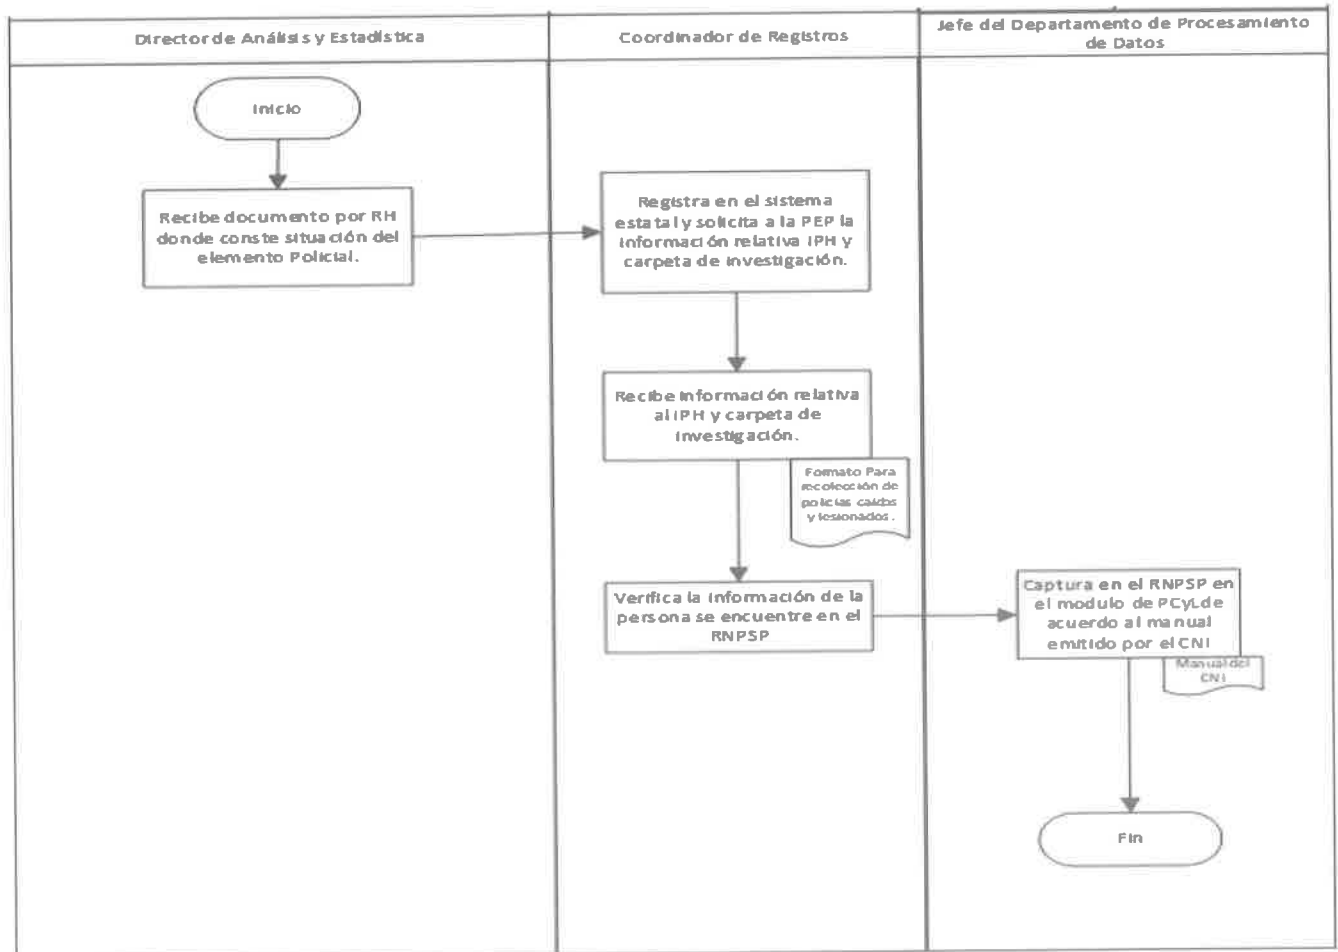 Director de Análisis y Estadística
Coordinador de Registros
Jefe del Departamento de Procesamiento
de Datos
Inicio
Recibe documento por RH
donde conste situación del
elemento Policial.
Registra en el sistema
estatal y solicita a la PEP la
información relativa IPH y
carpeta de investigación.
Recibe información relativa
al IPH y carpeta de
investigación.
Formato Para
recolección de
policías caídos
y lesionados.
Verifica la información de la
persona se encuentre en el
RNPSP
Captura en el RNPSP en
el modulo de PCyL de
acuerdo al manual
emitido por el CNI
Manual del
CNI
Fin